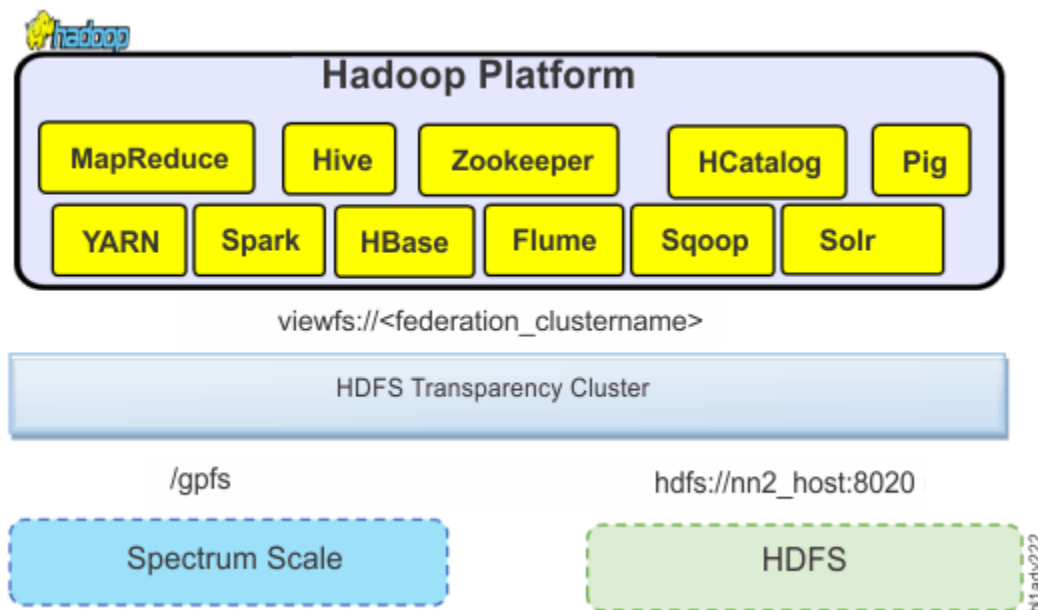 hadoop
Hadoop Platform
MapReduce
Hive
Zookeeper
HCatalog
Pig
YARN
Spark
HBase
Flume
Sqoop
Solr
viewfs://<federation_clustername>
HDFS Transparency Cluster
/gpfs
hdfs://nn2_host:8020
Spectrum Scale
HDFS